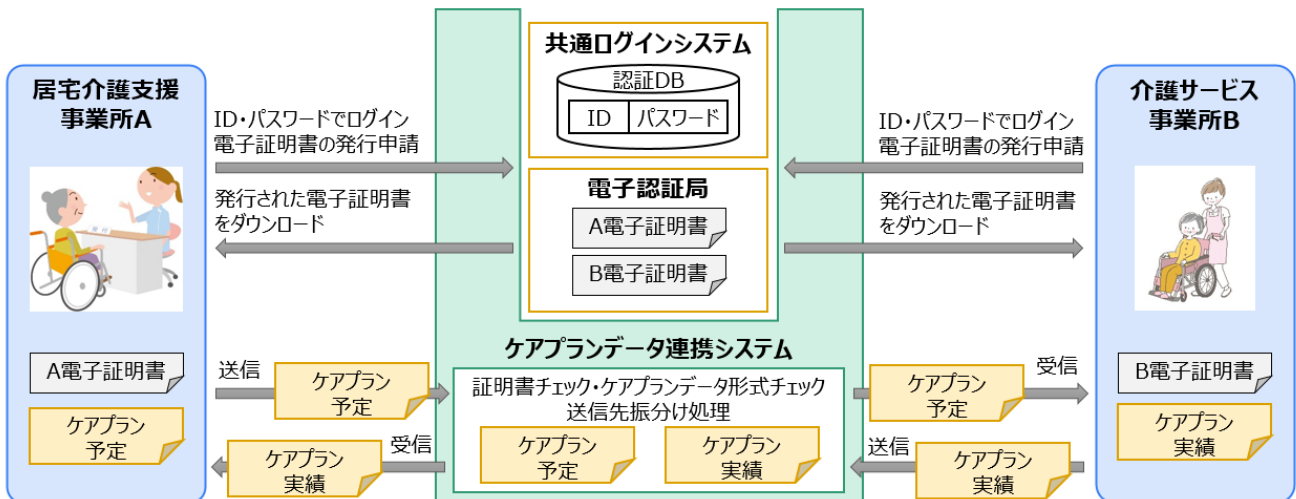 居宅介護支援
事業所A
ID・パスワードでログイン
電子証明書の発行申請
発行された電子証明書
をダウンロード
A電子証明書
ケアプラン
予定
送信
ケアプラン
予定
受信
ケアプラン
実績
共通ログインシステム
認証DB
ID
パスワード
電子認証局
A電子証明書
B電子証明書
ケアプランデータ連携システム
証明書チェック・ケアプランデータ形式チェック
送信先振分け処理
ケアプラン
予定
ケアプラン
実績
ID・パスワードでログイン
電子証明書の発行申請
発行された電子証明書
をダウンロード
ケアプラン
予定
受信
送信
ケアプラン
実績
介護サービス
事業所B
B電子証明書
ケアプラン
実績